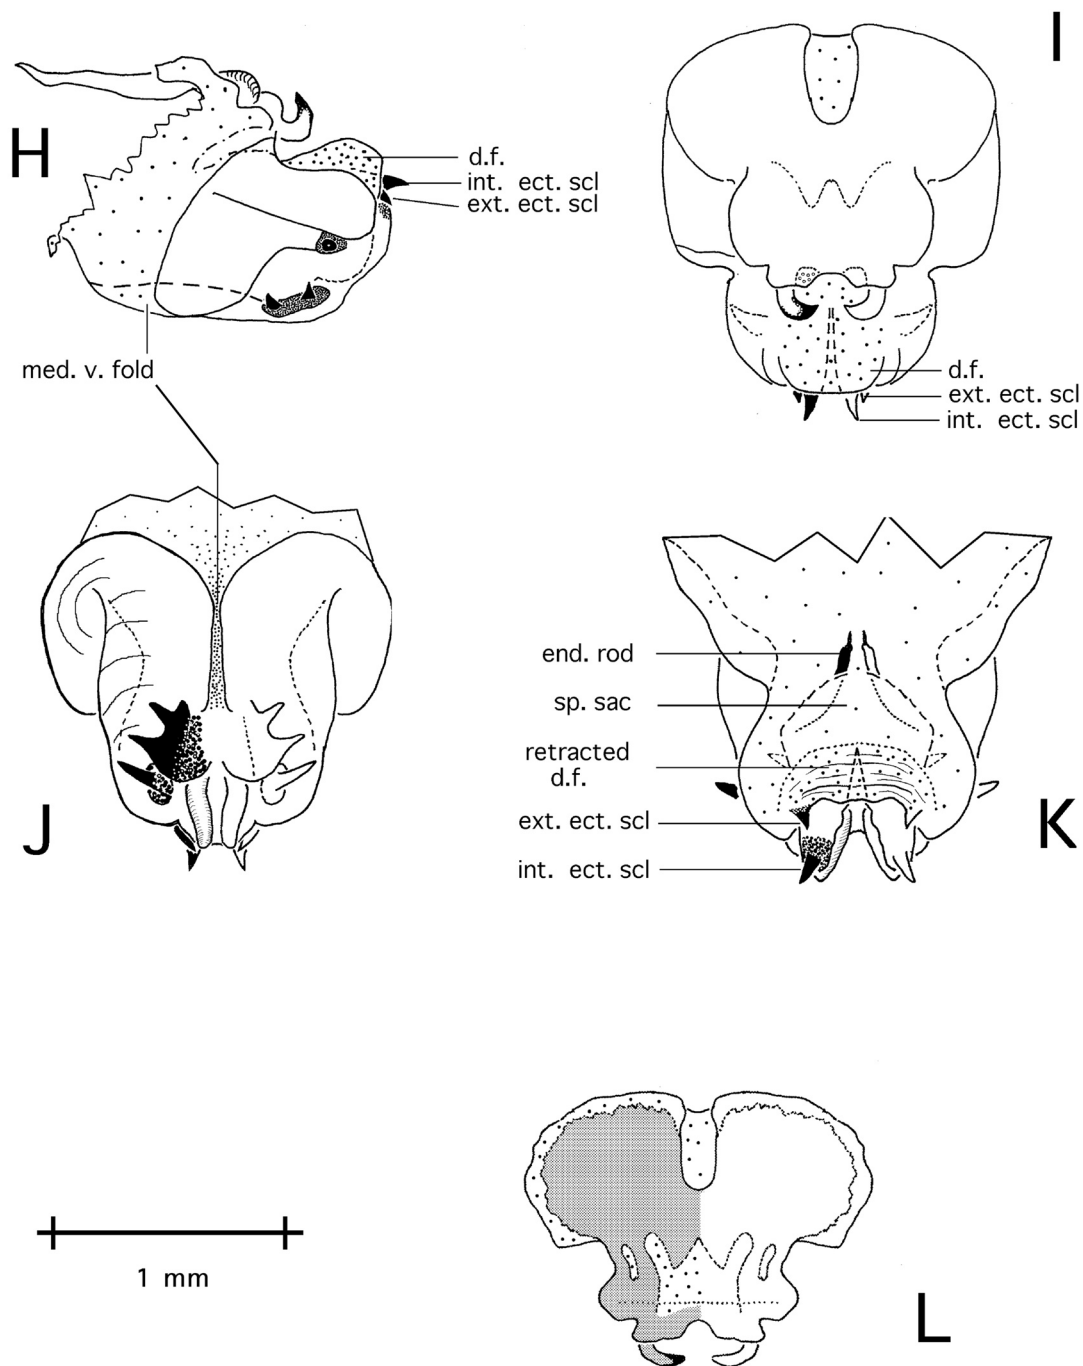 H
d.f.
int. ect. scl
ext. ect. scl
med. v. fold
I
d.f.
ext. ect. scl
int. ect. scl
J
end. rod
sp. sac
retracted
d.f.
ext. ect. scl
int. ect. scl
K
1 mm
L